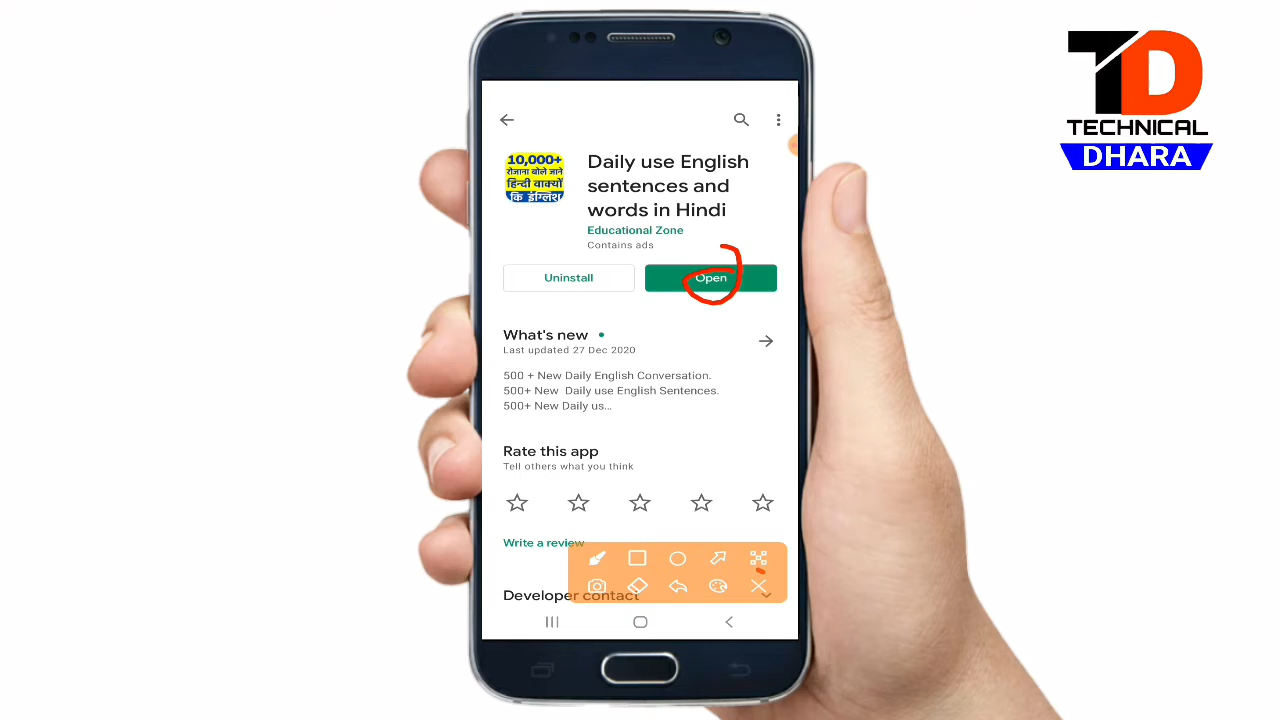 TD
TECHNICAL
DHARA
10,000+
रोजाना बोले जाने
हिन्दी वाक्यों
कि इंग्लिश
Daily use English
sentences and
words in Hindi
Educational Zone
Contains ads
Uninstall
Open
What's new
Last updated 27 Dec 2020
500 + New Daily English Conversation.
500+ New Daily use English Sentences.
500+ New Daily us...
Rate this app
Tell others what you think
Write a review
Developer contact